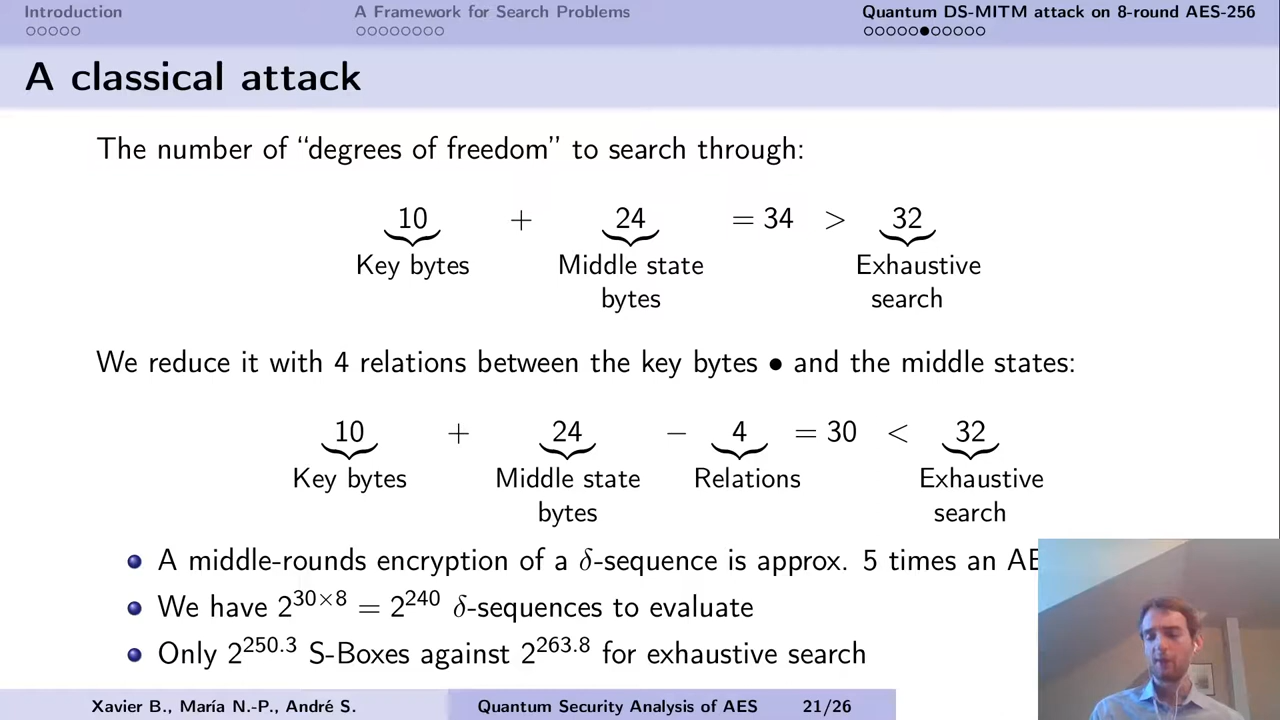 Introduction A Framework for Search Problems Quantum DS-MITM attack on 8-round AES-256
A classical attack
The number of “degrees of freedom” to search through:
10 + 24 = 34 > 32
Key bytes Middle state Exhaustive
bytes search
We reduce it with 4 relations between the key bytes • and the middle states:
10 + 24 − 4 = 30 < 32
Key bytes Middle state Relations Exhaustive
bytes search
A middle-rounds encryption of a δ-sequence is approx. 5 times an AE
We have 2^{30×8} = 2^{240} δ-sequences to evaluate
Only 2^{250.3} S-Boxes against 2^{263.8} for exhaustive search
Xavier B., María N.-P., André S. Quantum Security Analysis of AES 21/26